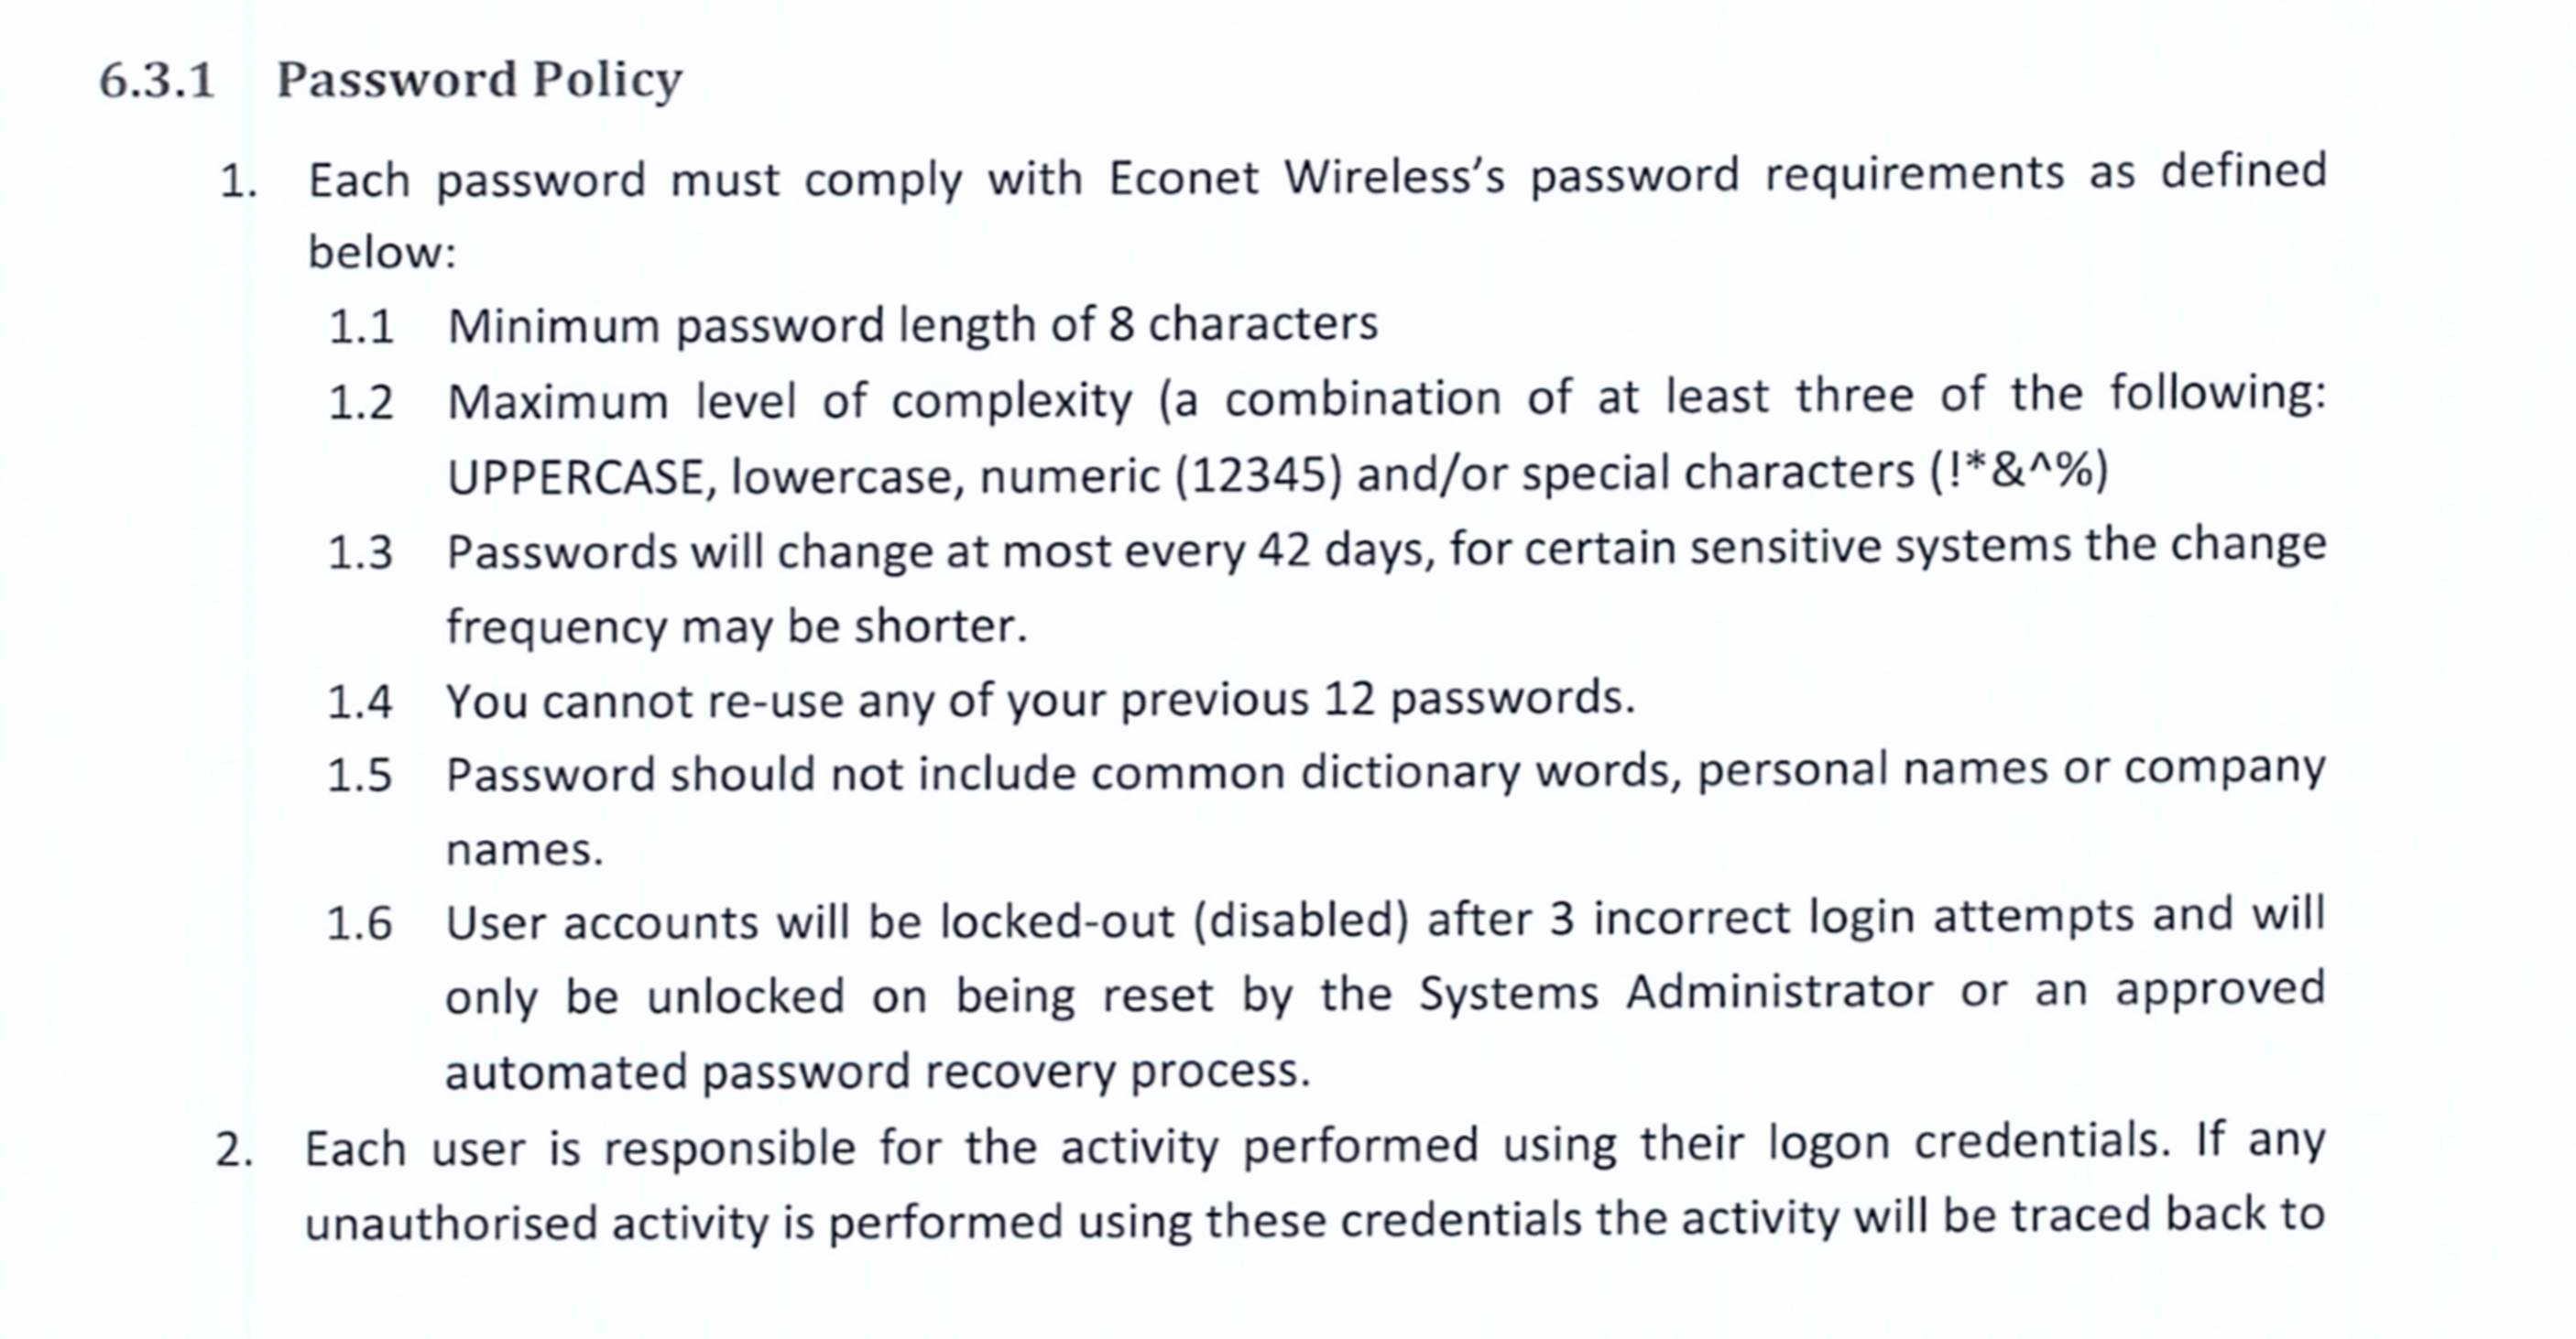 6.3.1 Password Policy
1. Each password must comply with Econet Wireless's password requirements as defined
below:
1.1 Minimum password length of 8 characters
1.2 Maximum level of complexity (a combination of at least three of the following:
UPPERCASE, lowercase, numeric (12345) and/or special characters (!*&^%)
1.3 Passwords will change at most every 42 days, for certain sensitive systems the change
frequency may be shorter.
1.4 You cannot re-use any of your previous 12 passwords.
1.5 Password should not include common dictionary words, personal names or company
names.
1.6 User accounts will be locked-out (disabled) after 3 incorrect login attempts and will
only be unlocked on being reset by the Systems Administrator or an approved
automated password recovery process.
2. Each user is responsible for the activity performed using their logon credentials. If any
unauthorised activity is performed using these credentials the activity will be traced back to